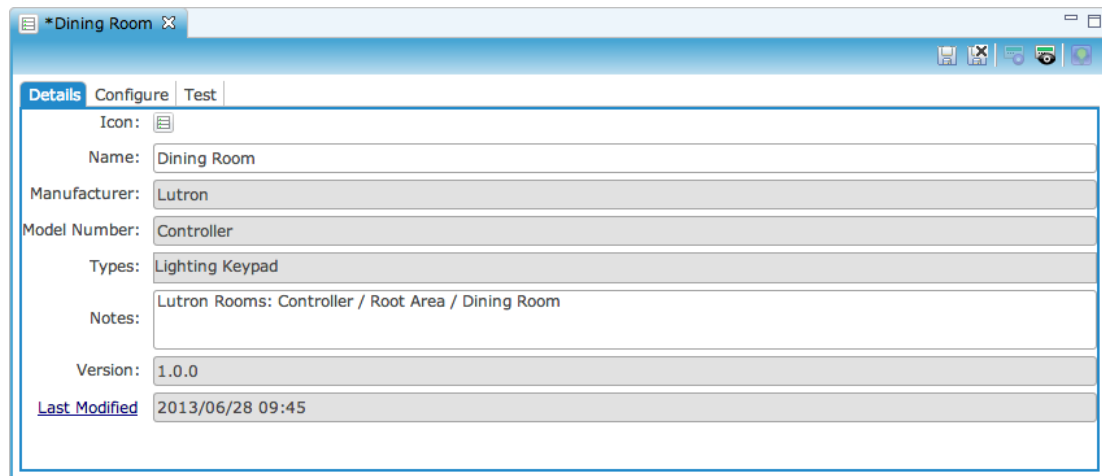 *Dining Room
Details Configure Test
Icon:
Name: Dining Room
Manufacturer: Lutron
Model Number: Controller
Types: Lighting Keypad
Notes: Lutron Rooms: Controller / Root Area / Dining Room
Version: 1.0.0
Last Modified 2013/06/28 09:45